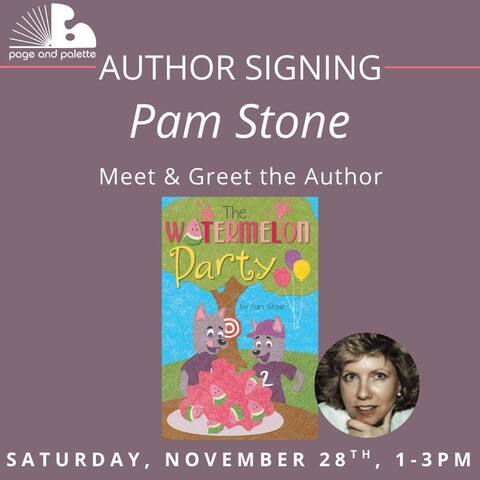 page and palette
AUTHOR SIGNING
Pam Stone
Meet & Greet the Author
The
WATERMELON
Party
by Pam Stone
2
SATURDAY, NOVEMBER 28TH, 1-3PM